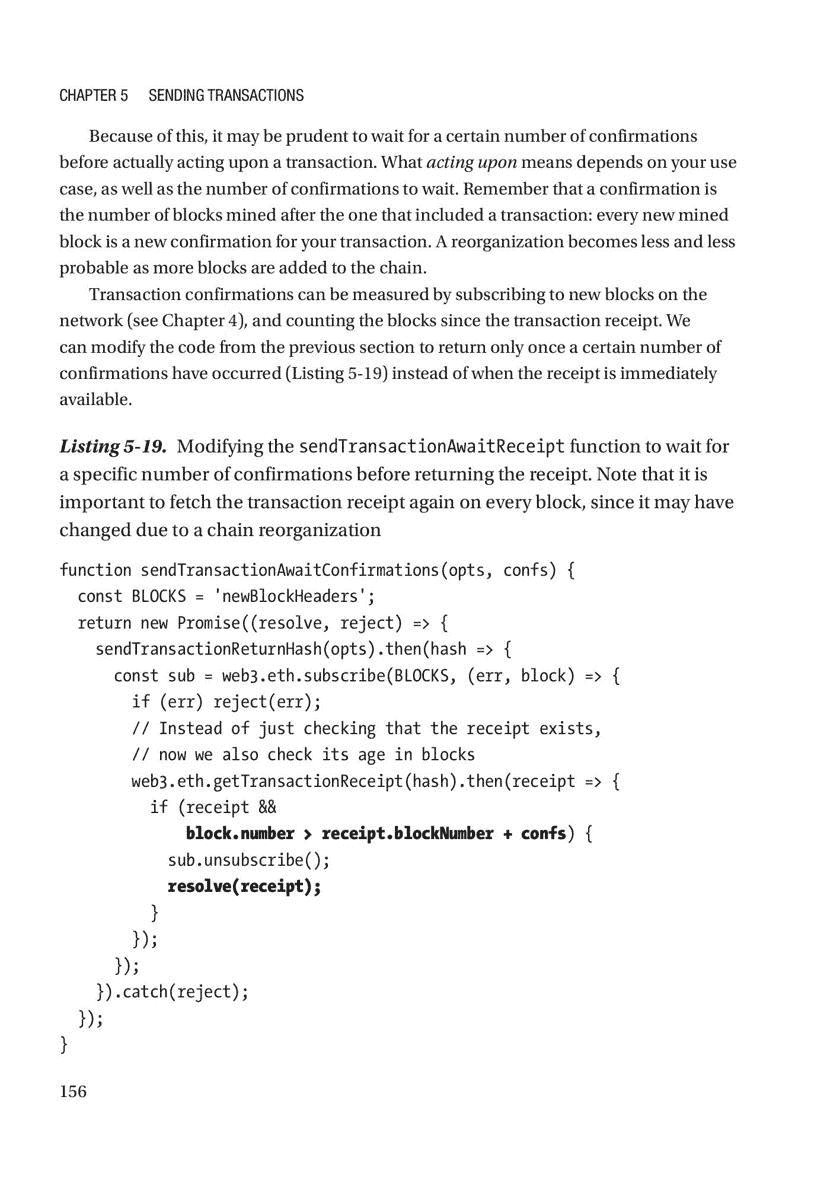 CHAPTER 5 SENDING TRANSACTIONS
Because of this, it may be prudent to wait for a certain number of confirmations
before actually acting upon a transaction. What acting upon means depends on your use
case, as well as the number of confirmations to wait. Remember that a confirmation is
the number of blocks mined after the one that included a transaction: every new mined
block is a new confirmation for your transaction. A reorganization becomes less and less
probable as more blocks are added to the chain.
Transaction confirmations can be measured by subscribing to new blocks on the
network (see Chapter 4), and counting the blocks since the transaction receipt. We
can modify the code from the previous section to return only once a certain number of
confirmations have occurred (Listing 5-19) instead of when the receipt is immediately
available.
Listing 5-19. Modifying the sendTransactionAwaitReceipt function to wait for
a specific number of confirmations before returning the receipt. Note that it is
important to fetch the transaction receipt again on every block, since it may have
changed due to a chain reorganization
function sendTransactionAwaitConfirmations(opts, confs) {
  const BLOCKS = 'newBlockHeaders';
  return new Promise((resolve, reject) => {
    sendTransactionReturnHash(opts).then(hash => {
      const sub = web3.eth.subscribe(BLOCKS, (err, block) => {
        if (err) reject(err);
        // Instead of just checking that the receipt exists,
        // now we also check its age in blocks
        web3.eth.getTransactionReceipt(hash).then(receipt => {
          if (receipt &&
              block.number > receipt.blockNumber + confs) {
            sub.unsubscribe();
            resolve(receipt);
          }
        });
      });
    }).catch(reject);
  });
}
156